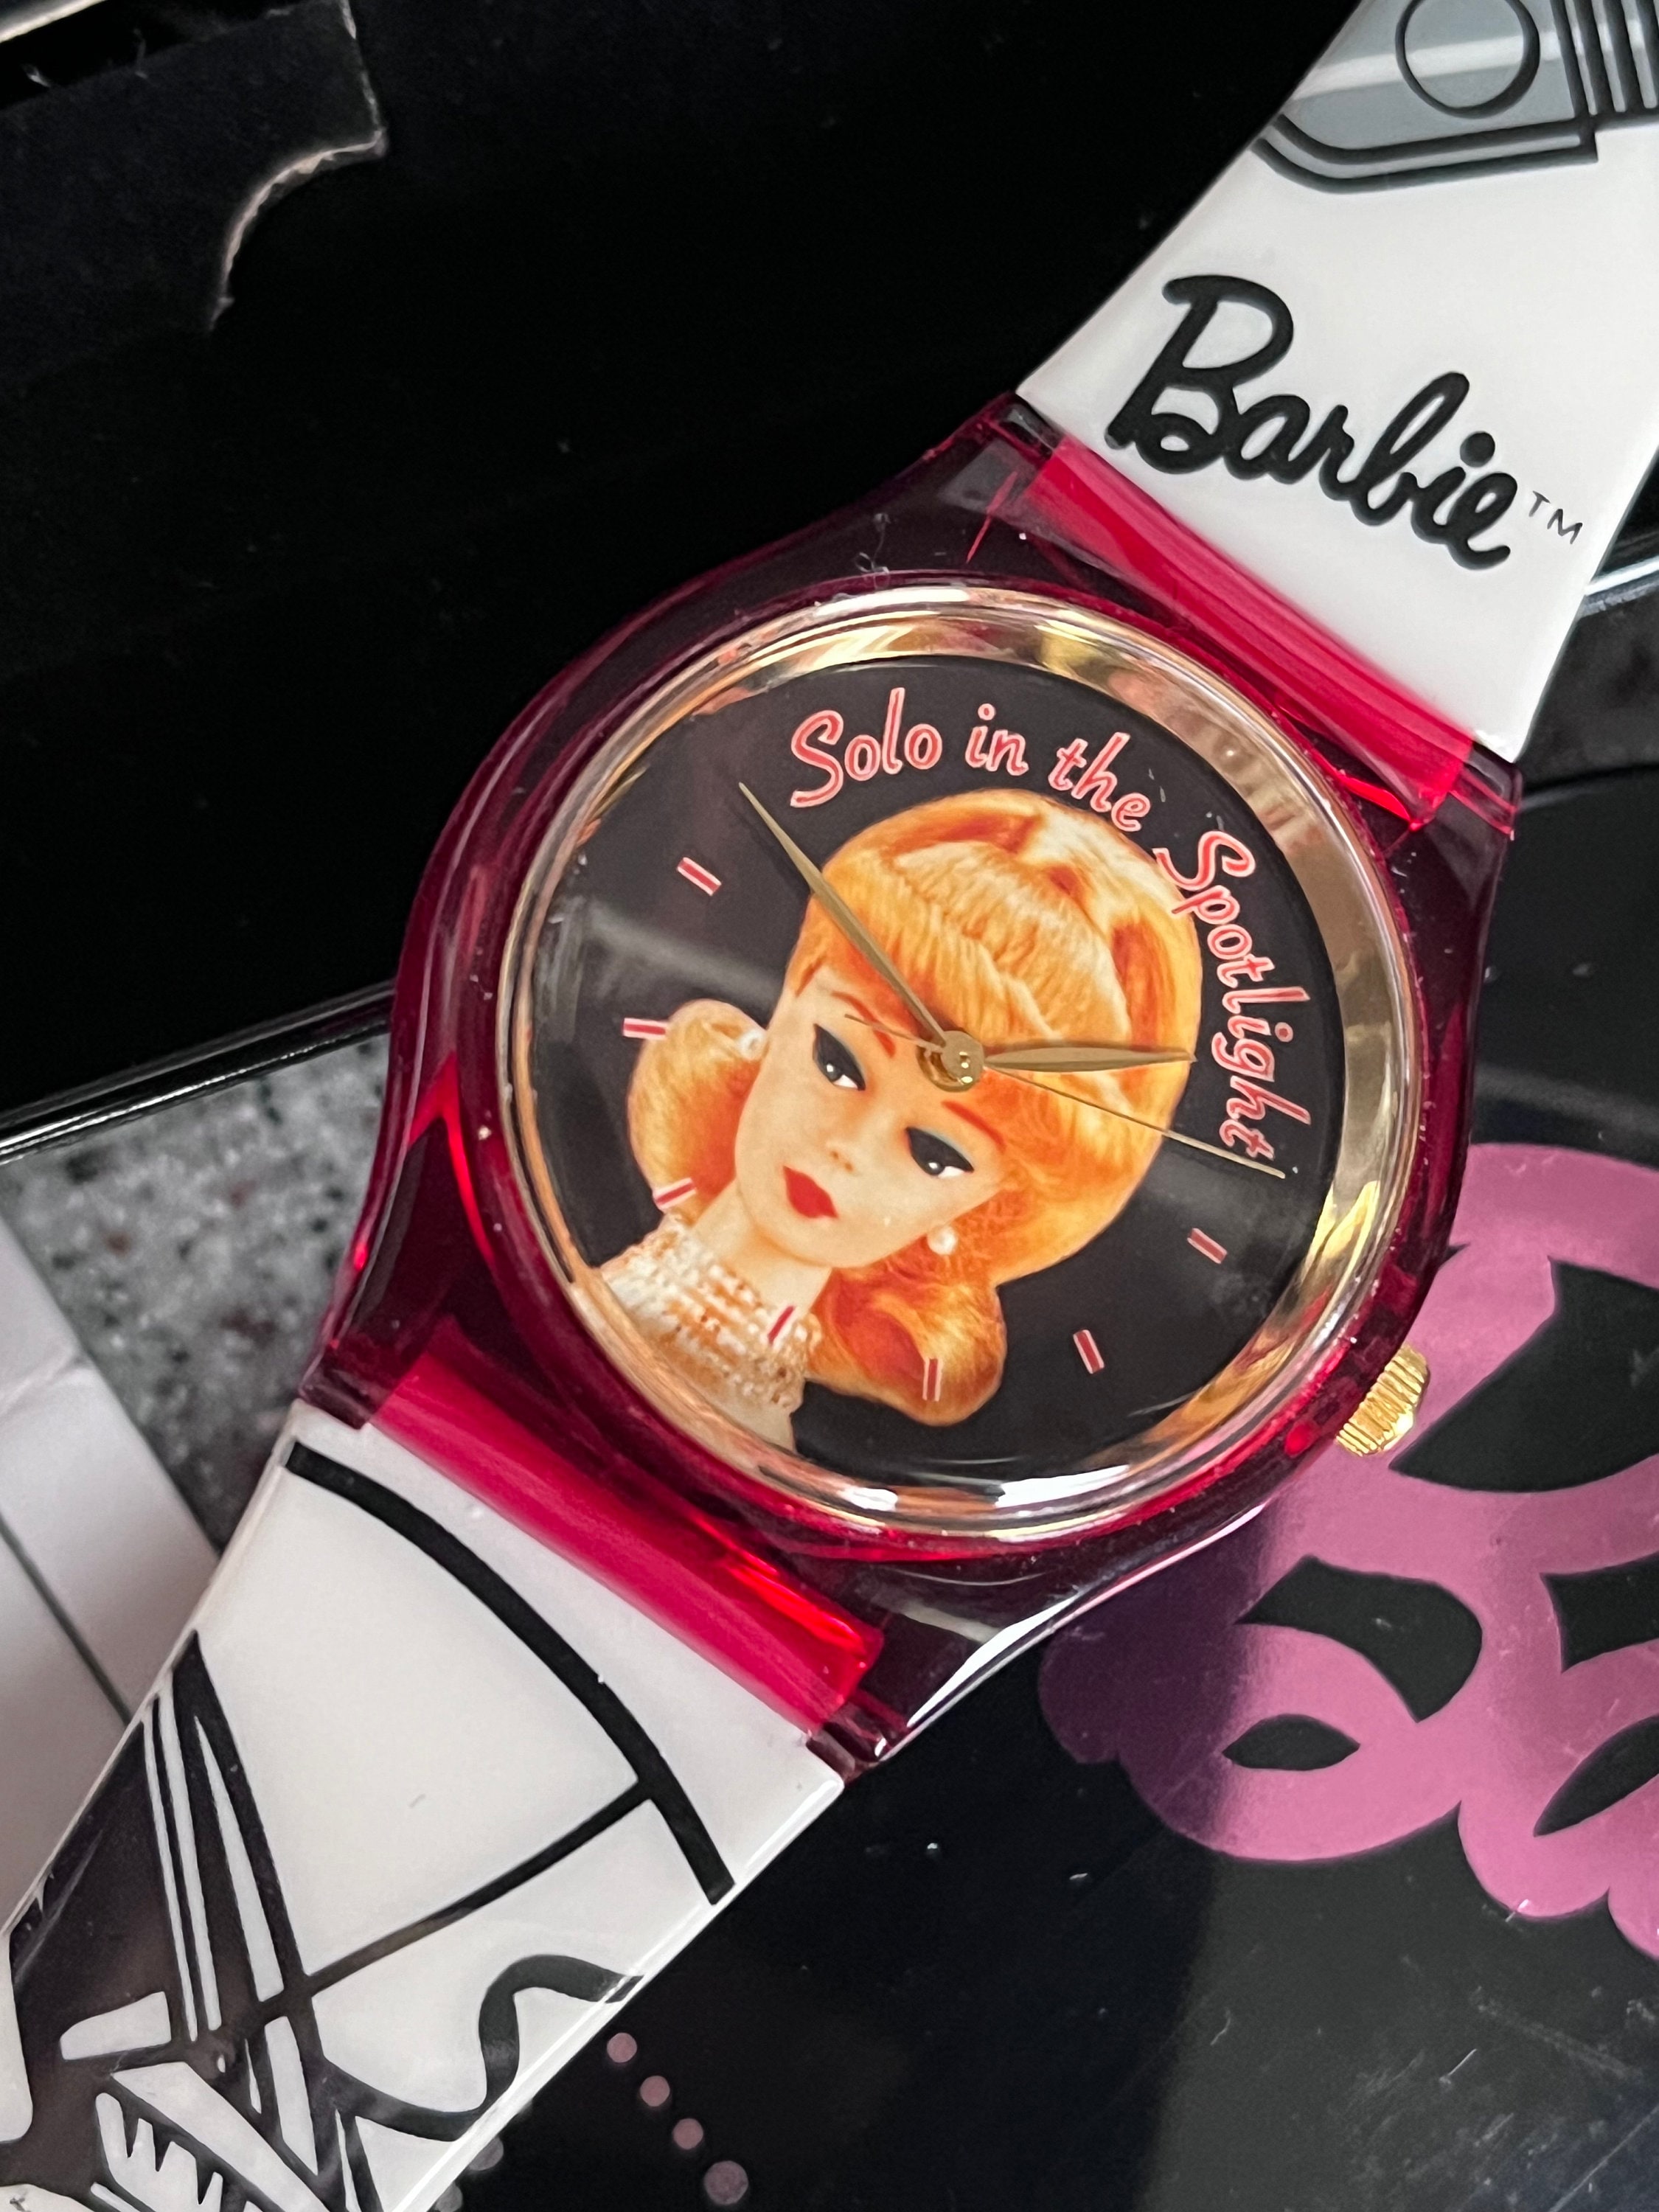 Barbie™
Solo in the Spotlight